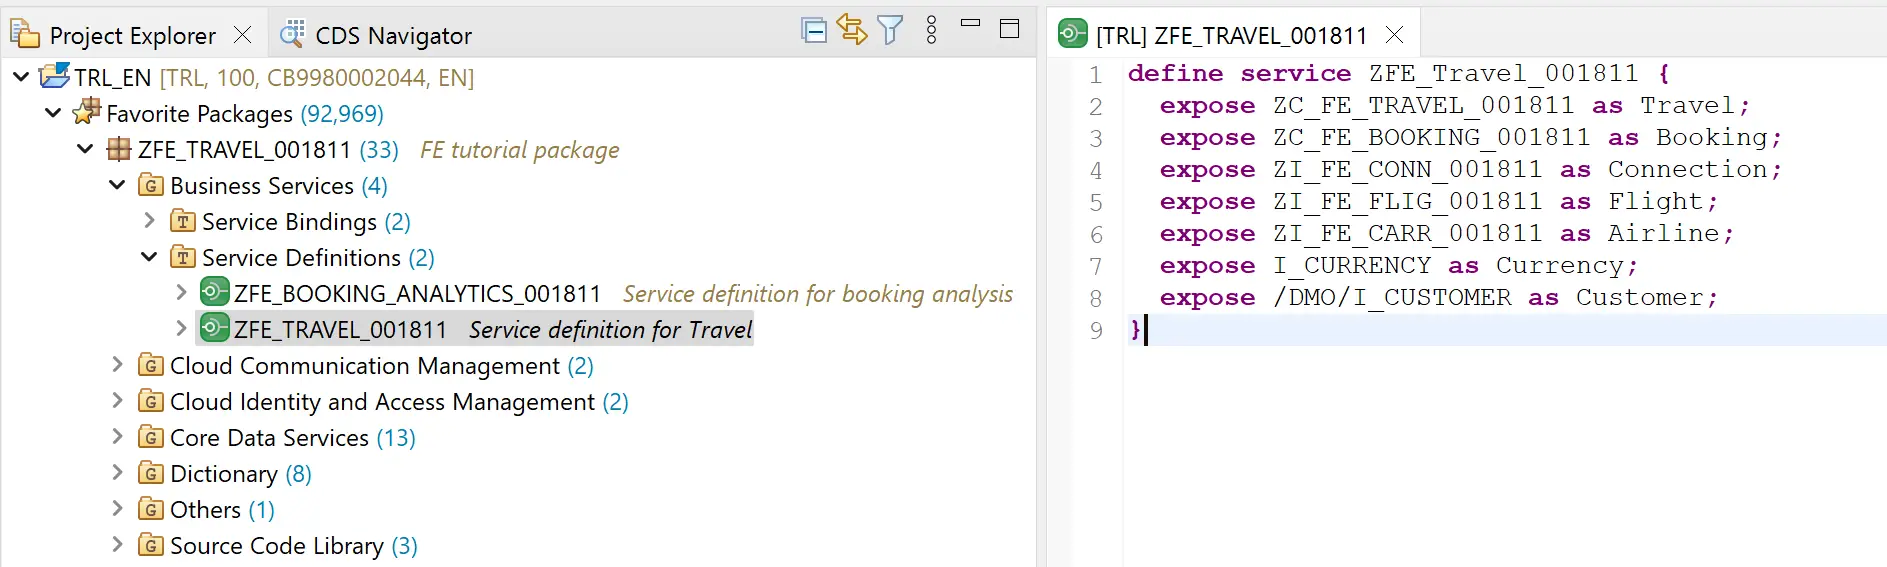 Project Explorer
CDS Navigator
TRL_EN [TRL, 100, CB9980002044, EN]
Favorite Packages (92,969)
ZFE_TRAVEL_001811 (33) FE tutorial package
G Business Services (4)
T Service Bindings (2)
T Service Definitions (2)
ZFE_BOOKING_ANALYTICS_001811 Service definition for booking analysis
ZFE_TRAVEL_001811 Service definition for Travel
G Cloud Communication Management (2)
G Cloud Identity and Access Management (2)
G Core Data Services (13)
G Dictionary (8)
G Others (1)
G Source Code Library (3)
[TRL] ZFE_TRAVEL_001811
1 define service ZFE_Travel_001811 {
2 expose ZC_FE_TRAVEL_001811 as Travel;
3 expose ZC_FE_BOOKING_001811 as Booking;
4 expose ZI_FE_CONN_001811 as Connection;
5 expose ZI_FE_FLIG_001811 as Flight;
6 expose ZI_FE_CARR_001811 as Airline;
7 expose I_CURRENCY as Currency;
8 expose /DMO/I_CUSTOMER as Customer;
9 }